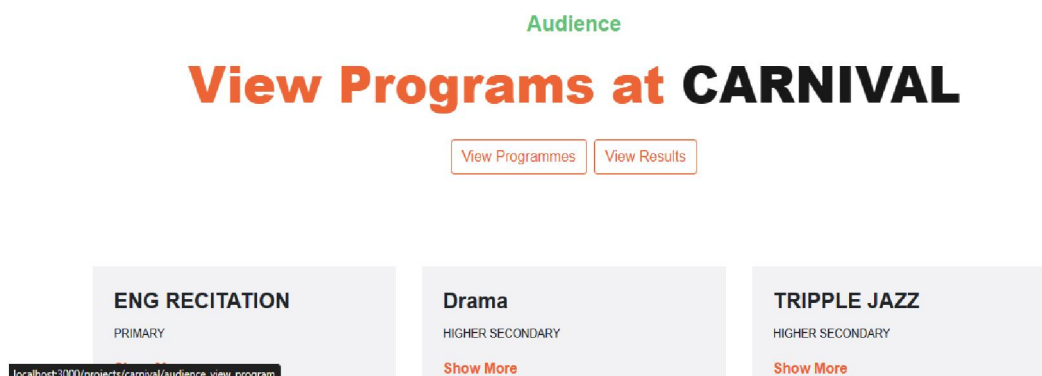 Audience
View Programs at CARNIVAL
View Programmes View Results
ENG RECITATION Drama TRIPPLE JAZZ
PRIMARY HIGHER SECONDARY HIGHER SECONDARY
Show More Show More
localhost:3000/projects/carnival/audience_view_program